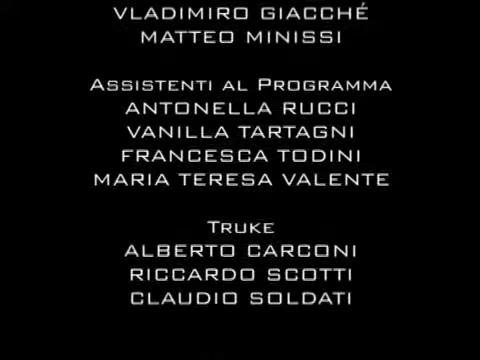 VLADIMIRO GIACCHÉ
MATTEO MINISSI
ASSISTENTI AL PROGRAMMA
ANTONELLA RUCCI
VANILLA TARTAGNI
FRANCESCA TODINI
MARIA TERESA VALENTE
TRUKE
ALBERTO CARCONI
RICCARDO SCOTTI
CLAUDIO SOLDATI